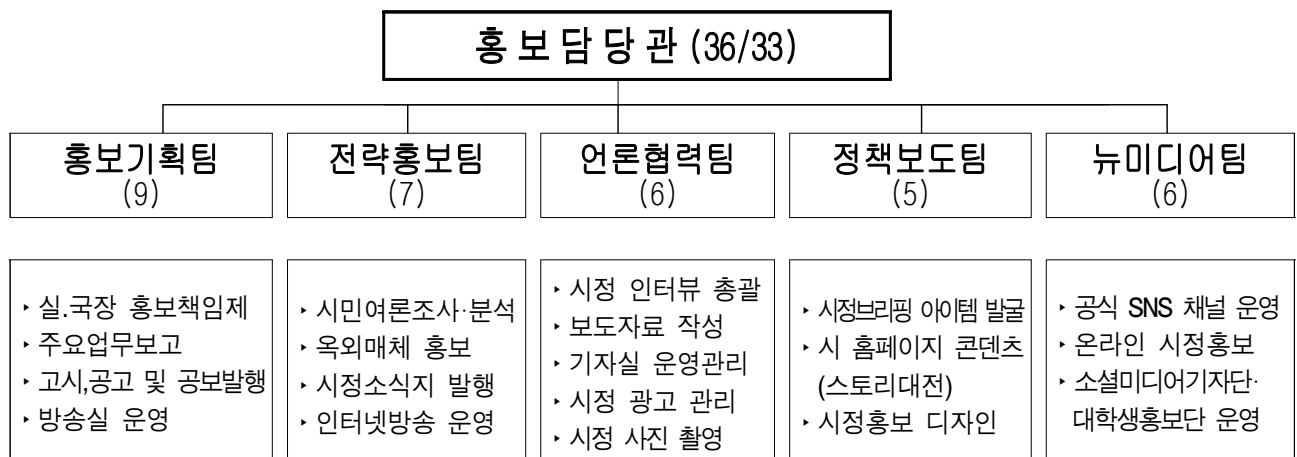 홍보담당관 (36/33)
홍보기획팀
(9)
전략홍보팀
(7)
언론협력팀
(6)
정책보도팀
(5)
뉴미디어팀
(6)
‣ 실.국장 홍보책임제
‣ 주요업무보고
‣ 고시,공고 및 공보발행
‣ 방송실 운영
‣ 시민여론조사·분석
‣ 옥외매체 홍보
‣ 시정소식지 발행
‣ 인터넷방송 운영
‣ 시정 인터뷰 총괄
‣ 보도자료 작성
‣ 기자실 운영관리
‣ 시정 광고 관리
‣ 시정 사진 촬영
‣ 시정브리핑 아이템 발굴
‣ 시 홈페이지 콘덴츠
(스토리대전)
‣ 시정홍보 디자인
‣ 공식 SNS 채널 운영
‣ 온라인 시정홍보
‣ 소셜미디어기자단·
대학생홍보단 운영